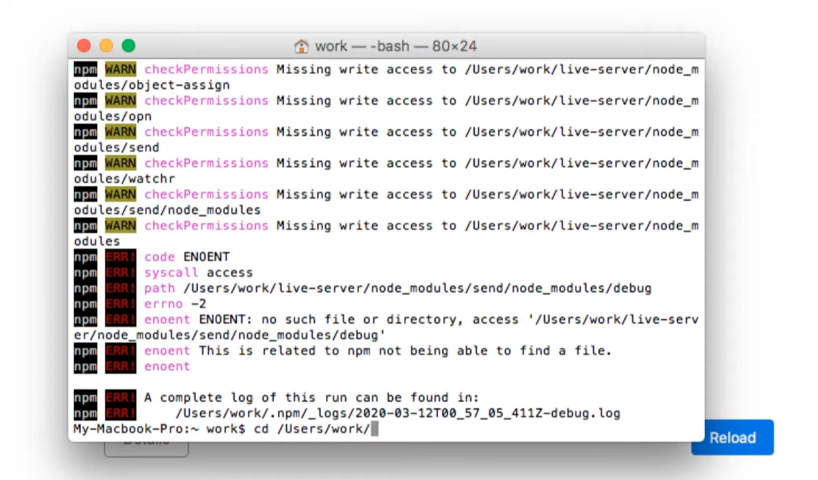 work — -bash — 80×24
npm WARN checkPermissions Missing write access to /Users/work/live-server/node_m
odules/object-assign
npm WARN checkPermissions Missing write access to /Users/work/live-server/node_m
odules/opn
npm WARN checkPermissions Missing write access to /Users/work/live-server/node_m
odules/send
npm WARN checkPermissions Missing write access to /Users/work/live-server/node_m
odules/watchr
npm WARN checkPermissions Missing write access to /Users/work/live-server/node_m
odules/send/node_modules
npm WARN checkPermissions Missing write access to /Users/work/live-server/node_m
odules
npm ERR! code ENOENT
npm ERR! syscall access
npm ERR! path /Users/work/live-server/node_modules/send/node_modules/debug
npm ERR! errno -2
npm ERR! enoent ENOENT: no such file or directory, access '/Users/work/live-serv
er/node_modules/send/node_modules/debug'
npm ERR! enoent This is related to npm not being able to find a file.
npm ERR! enoent
npm ERR! A complete log of this run can be found in:
npm ERR!     /Users/work/.npm/_logs/2020-03-12T00_57_05_411Z-debug.log
My-Macbook-Pro:~ work$ cd /Users/work/
Details
Reload